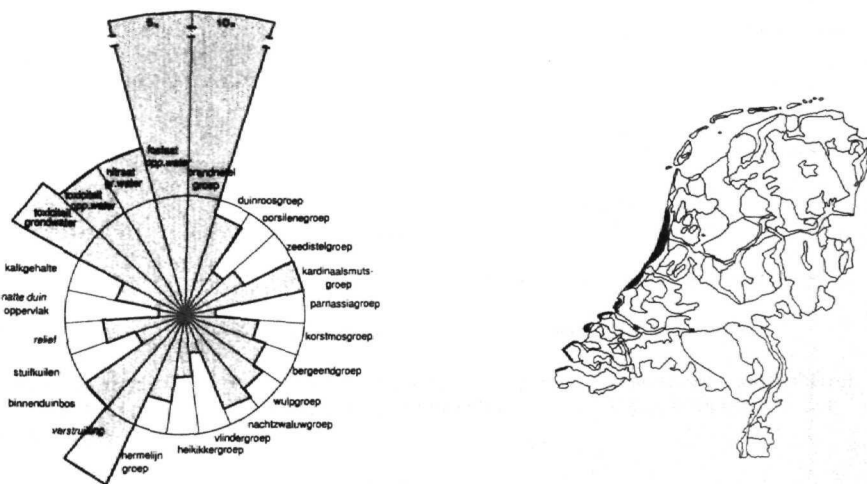 5x
10x
fosfaat
opp.water
brandnetel
groep
nitraat
gr.water
toxiciteit
opp.water
toxiciteit
grondwater
duinroosgroep
porsilenegroep
zeedistelgroep
kardinaalsmuts-
groep
parnassiagroep
korstmosgroep
bergeendgroep
wulpgroep
nachtzwaluwgroep
vlindergroep
heikikkergroep
hermelijn
groep
verstruiking
binnenduinbos
stuifkuilen
relief
natte duin
oppervlak
kalkgehalte